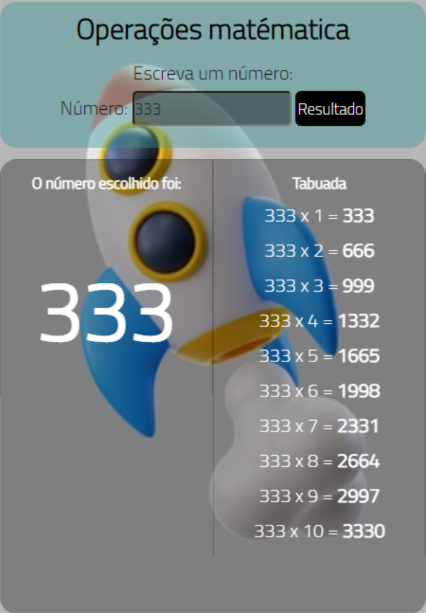 Operações matématica
Escreva um número:
Número: 333 Resultado
O número escolhido foi:
333
Tabuada
333 x 1 = 333
333 x 2 = 666
333 x 3 = 999
333 x 4 = 1332
333 x 5 = 1665
333 x 6 = 1998
333 x 7 = 2331
333 x 8 = 2664
333 x 9 = 2997
333 x 10 = 3330